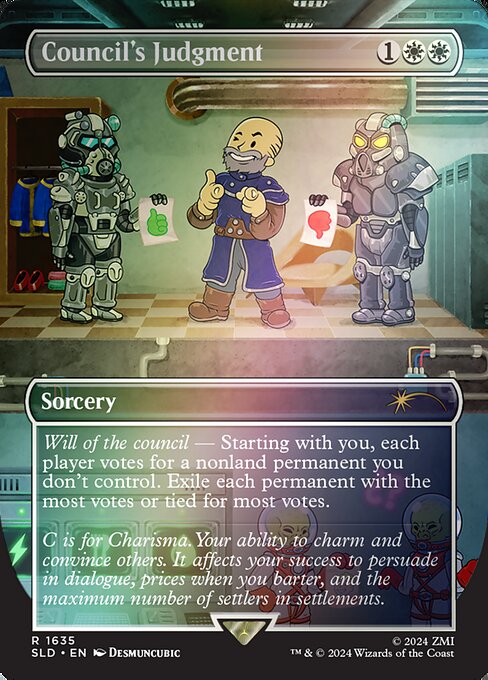 Council's Judgment 1
Sorcery
Will of the council — Starting with you, each
player votes for a nonland permanent you
don't control. Exile each permanent with the
most votes or tied for most votes.
C is for Charisma. Your ability to charm and
convince others. It affects your success to persuade
in dialogue, prices when you barter, and the
maximum number of settlers in settlements.
R 1635
SLD • EN Desmuncubic
© 2024 ZMI
™ & © 2024 Wizards of the Coast